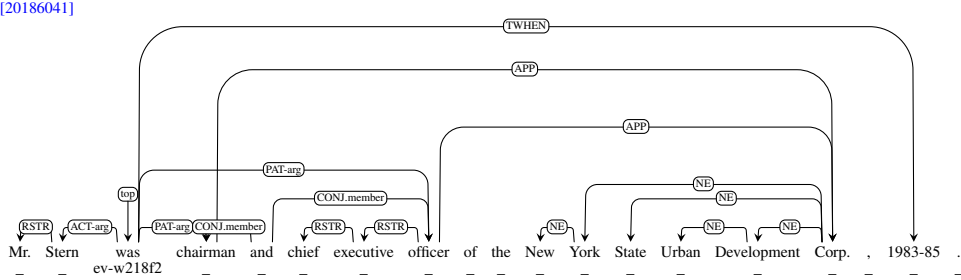 [20186041]
TWHEN
APP
APP
PAT-arg
NE
top
CONJ.member
NE
RSTR ACT-arg PAT-arg CONJ.member RSTR RSTR NE NE NE
Mr. Stern was chairman and chief executive officer of the New York State Urban Development Corp. , 1983-85 .
_ _ ev-w218f2 _ _ _ _ _ _ _ _ _ _ _ _ _ _ _ _